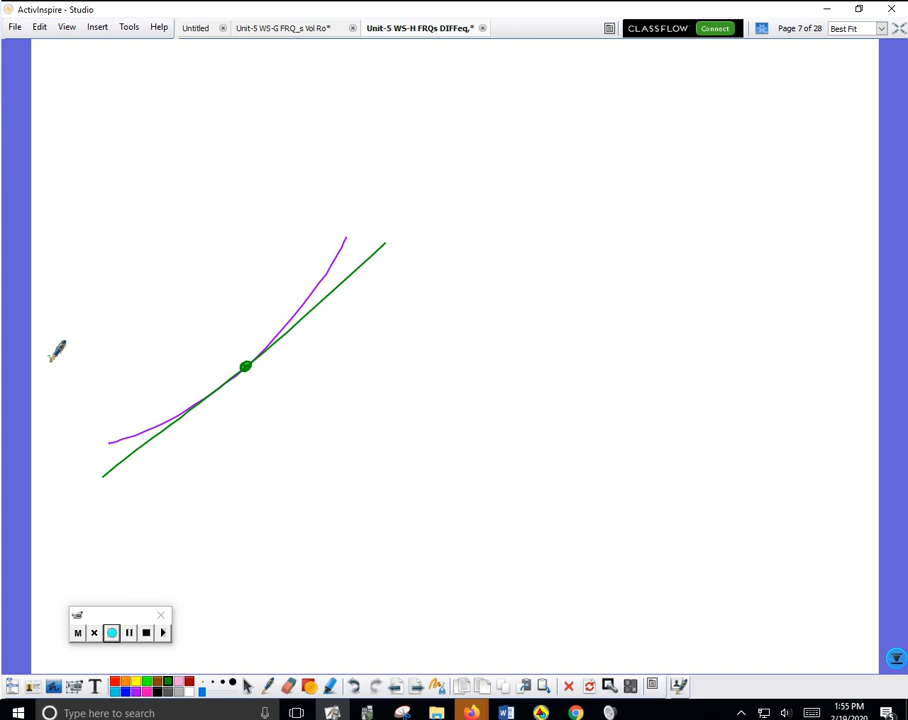 ActivInspire - Studio
File Edit View Insert Tools Help
Untitled
Unit-5 WS-G FRQ_s Vol Ro*
Unit-5 WS-H FRQs DIFFeq,*
CLASSFLOW Connect
Page 7 of 28
Best Fit
M
T
Type here to search
1:55 PM
2/19/2020